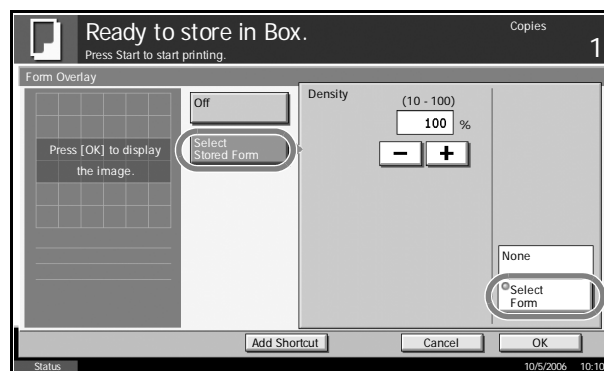 Ready to store in Box.
Press Start to start printing.
Copies
1
Form Overlay
Press [OK] to display
the image.
Off
Select
Stored Form
Density
(10 - 100)
100 %
None
Select
Form
Add Shortcut
Cancel
OK
Status
10/5/2006 10:10